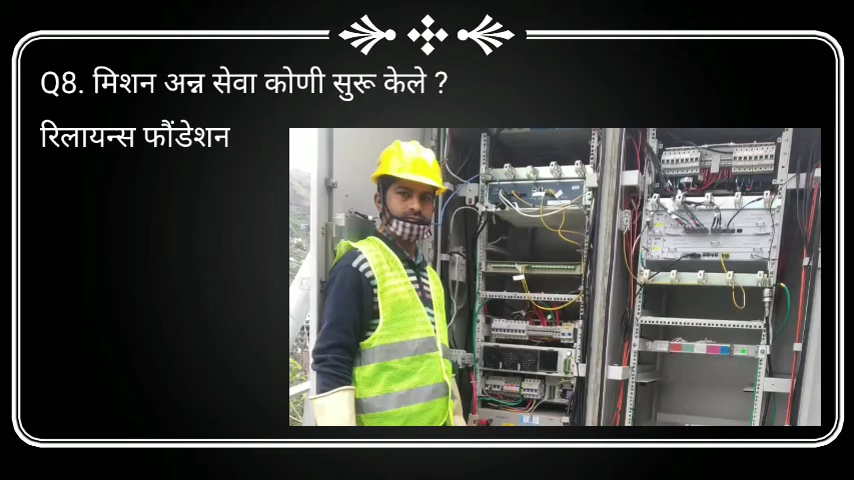 Q8. मिशन अन्न सेवा कोणी सुरू केले ?
रिलायन्स फौंडेशन